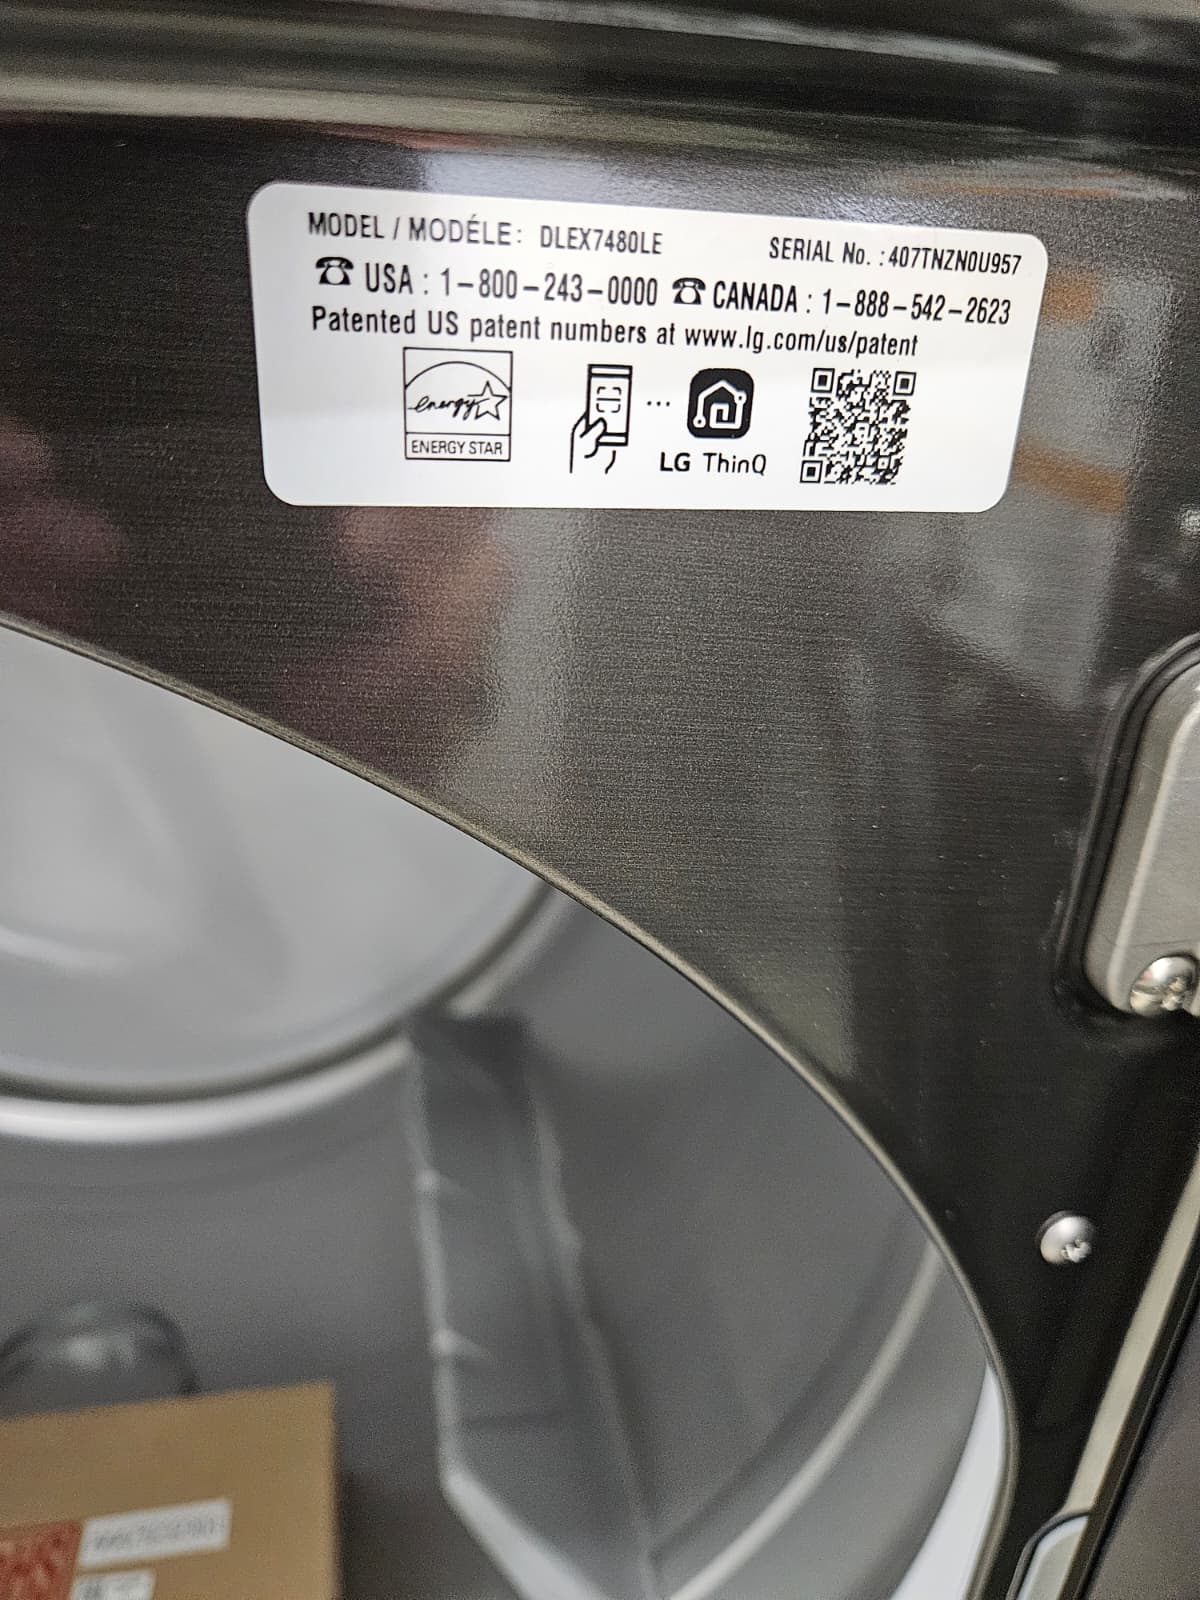 MODEL / MODÉLE: DLEX7480LE SERIAL No. : 407TNZN0U957
☎ USA : 1-800-243-0000 ☎ CANADA : 1-888-542-2623
Patented US patent numbers at www.lg.com/us/patent
energy
ENERGY STAR
LG ThinQ